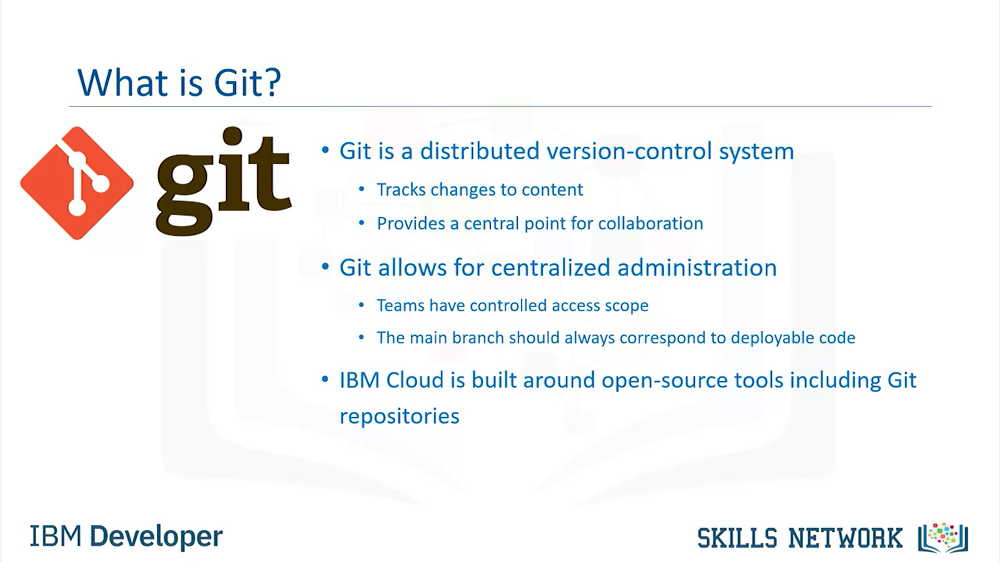 What is Git?
git
• Git is a distributed version-control system
• Tracks changes to content
• Provides a central point for collaboration
• Git allows for centralized administration
• Teams have controlled access scope
• The main branch should always correspond to deployable code
• IBM Cloud is built around open-source tools including Git
repositories
IBM Developer
SKILLS NETWORK